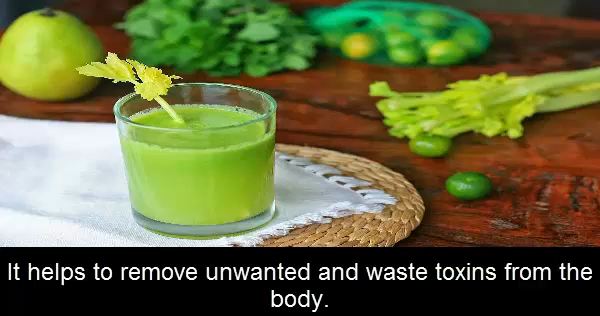 It helps to remove unwanted and waste toxins from the
body.